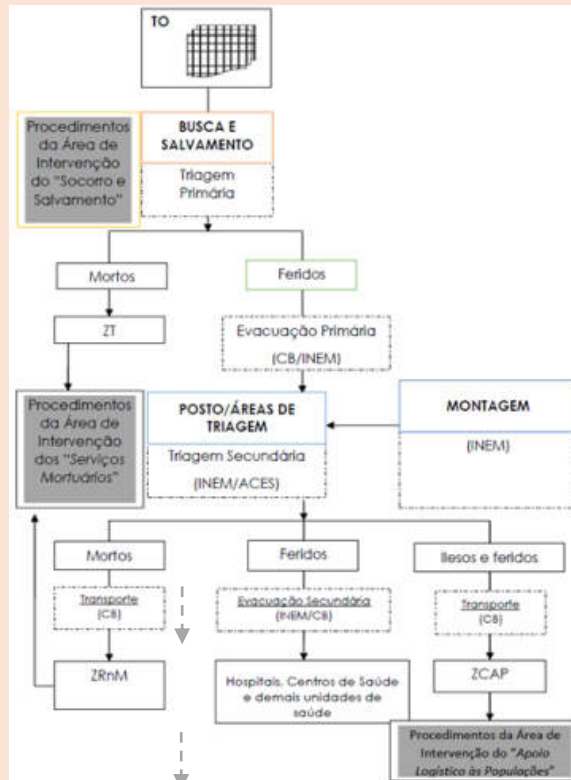 TO
Procedimentos
da Área de
Intervenção
do "Socorro e
Salvamento"
BUSCA E
SALVAMENTO
Triagem
Primária
Mortos
Feridos
ZT
Evacuação Primária
(CB/INEM)
Procedimentos
da Área de
Intervenção
dos "Serviços
Mortuários"
POSTO/ÁREAS DE
TRIAGEM
Triagem Secundária
(INEM/ACES)
MONTAGEM
(INEM)
Mortos
Feridos
Ilesos e feridos
Transporte
(CB)
Evacuação Secundária
(INEM/CB)
Transporte
(CB)
ZRnM
Hospitais, Centros de Saúde
e demais unidades de
saúde
ZCAP
Procedimentos da Área de
Intervenção do "Apoio
Logístico às Populações"